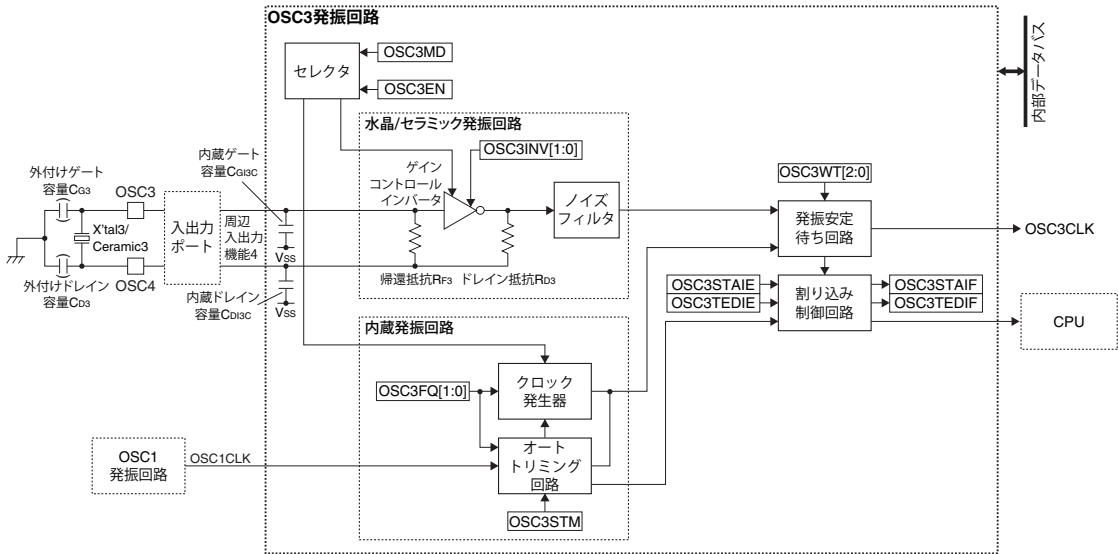 OSC3発振回路
セレクタ
OSC3MD
OSC3EN
内部データバス
水晶/セラミック発振回路
OSC3INV[1:0]
ゲイン
コントロール
インバータ
ノイズ
フィルタ
OSC3WT[2:0]
発振安定
待ち回路
OSC3CLK
外付けゲート
容量CG3
OSC3
内蔵ゲート
容量CGI3C
X'tal3/
Ceramic3
入出力
ポート
周辺
入出力
機能4
VSS
外付けドレイン
容量CD3
OSC4
内蔵ドレイン
容量CDI3C
VSS
帰還抵抗RF3
ドレイン抵抗RD3
OSC3STAIE
OSC3TEDIE
割り込み
制御回路
OSC3STAIF
OSC3TEDIF
CPU
内蔵発振回路
OSC3FQ[1:0]
クロック
発生器
OSC1
発振回路
OSC1CLK
オート
トリミング
回路
OSC3STM